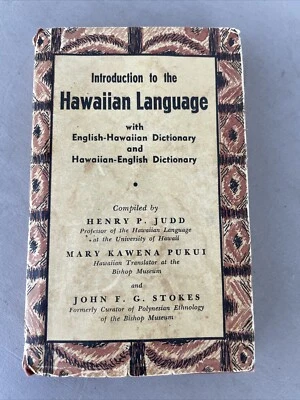 Introduction to the
Hawaiian Language
with
English-Hawaiian Dictionary
and
Hawaiian-English Dictionary
•
Compiled by
HENRY P. JUDD
Professor of the Hawaiian Language
at the University of Hawaii
MARY KAWENA PUKUI
Hawaiian Translator at the
Bishop Museum
and
JOHN F. G. STOKES
Formerly Curator of Polynesian Ethnology
of the Bishop Museum